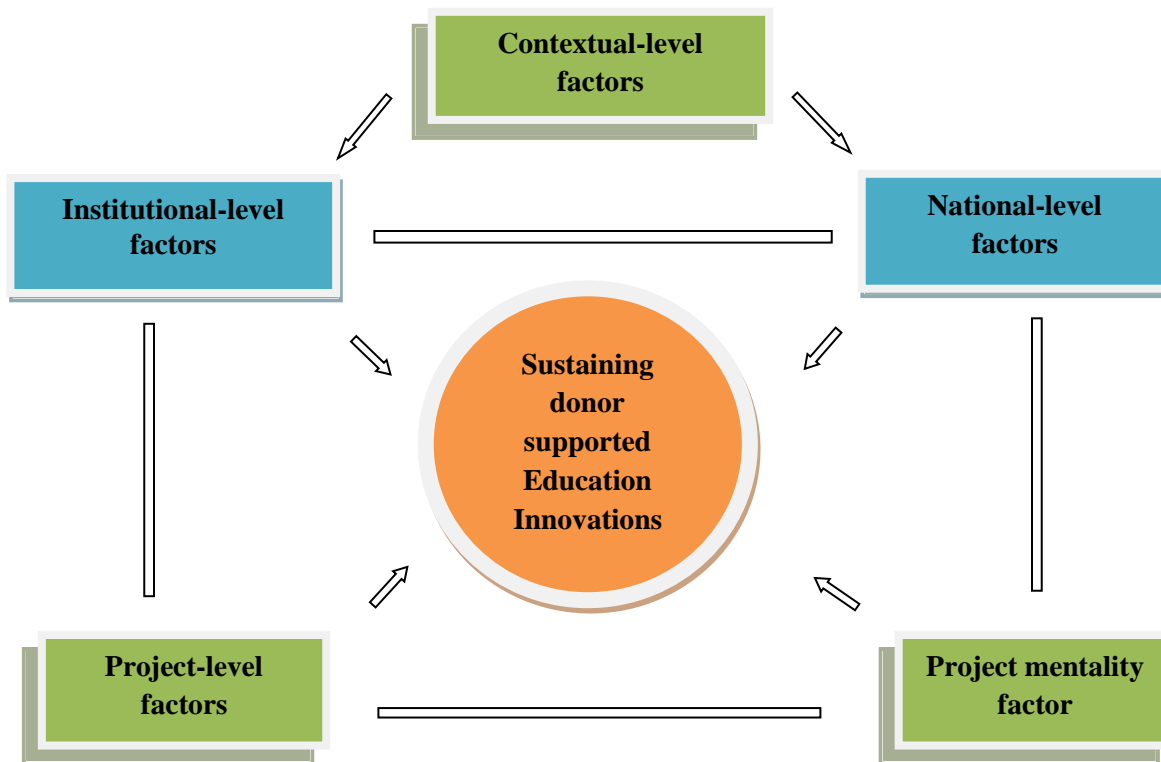 Contextual-level
factors
Institutional-level
factors
National-level
factors
Sustaining
donor
supported
Education
Innovations
Project-level
factors
Project mentality
factor